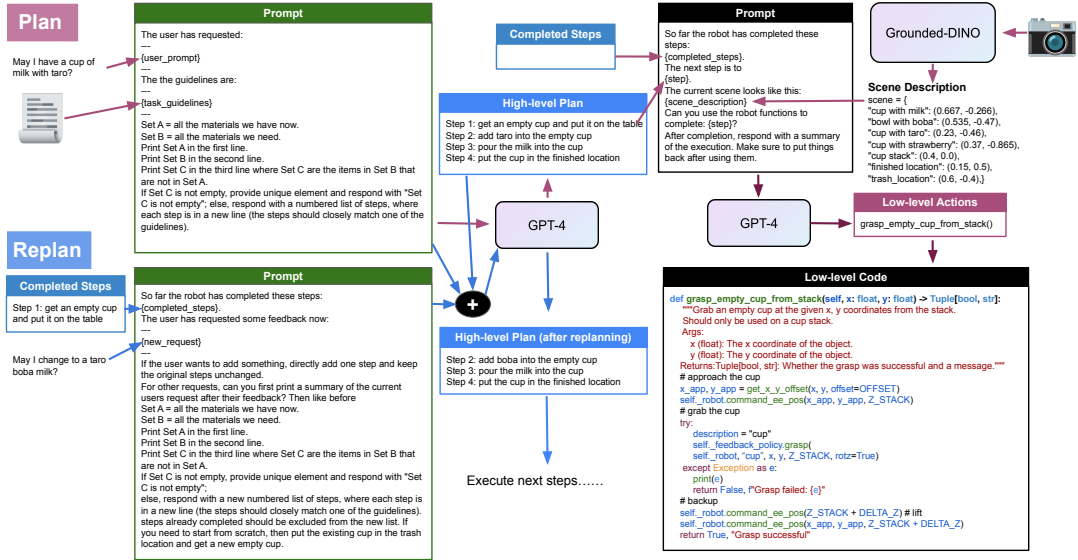 Plan
May I have a cup of
milk with taro?
Prompt
The user has requested:
---
{user_prompt}
---
The the guidelines are:
---
{task_guidelines}
---
Set A = all the materials we have now.
Set B = all the materials we need.
Print Set A in the first line.
Print Set B in the second line.
Print Set C in the third line where Set C are the items in Set B
that are not in Set A.
If Set C is not empty, provide unique element and respond with "Set
C is not empty"; else, respond with a numbered list of steps, where
each step is in a new line (the steps should closely match one of the
guidelines).
Completed Steps
High-level Plan
Step 1: get an empty cup and put it on the table
Step 2: add taro into the empty cup
Step 3: pour the milk into the cup
Step 4: put the cup in the finished location
GPT-4
Prompt
So far the robot has completed these
steps:
{completed_steps}.
The next step is to
{step}.
The current scene looks like this:
{scene_description}
Can you use the robot functions to
complete: {step}?
After completion, respond with a summary
of the execution. Make sure to put things
back after using them.
GPT-4
Grounded-DINO
Scene Description
scene = {
"cup with milk": (0.667, -0.266),
"bowl with boba": (0.535, -0.47),
"cup with taro": (0.23, -0.46),
"cup with strawberry": (0.37, -0.865),
"cup stack": (0.4, 0.0),
"finished location": (0.15, 0.5),
"trash_location": (0.6, -0.4),}
Low-level Actions
grasp_empty_cup_from_stack()
Replan
Completed Steps
Step 1: get an empty cup
and put it on the table
May I change to a taro
boba milk?
Prompt
So far the robot has completed these steps:
{completed_steps}.
The user has requested some feedback now:
---
{new_request}
---
If the user wants to add something, directly add one step and keep
the original steps unchanged.
For other requests, can you first print a summary of the current
users request after their feedback? Then like before
Set A = all the materials we have now.
Set B = all the materials we need.
Print Set A in the first line.
Print Set B in the second line.
Print Set C in the third line where Set C are the items in Set B that
are not in Set A.
If Set C is not empty, provide unique element and respond with "Set
C is not empty";
else, respond with a new numbered list of steps, where each step is
in a new line (the steps should closely match one of the guidelines).
steps already completed should be excluded from the new list. If
you need to start from scratch, then put the existing cup in the trash
location and get a new empty cup.
+
High-level Plan (after replanning)
Step 2: add boba into the empty cup
Step 3: pour the milk into the cup
Step 4: put the cup in the finished location
Execute next steps......
Low-level Code
def grasp_empty_cup_from_stack(self, x: float, y: float) -> Tuple[bool, str]:
"""Grab an empty cup at the given x, y coordinates from the stack.
Should only be used on a cup stack.
Args:
x (float): The x coordinate of the object.
y (float): The y coordinate of the object.
Returns:Tuple[bool, str]: Whether the grasp was successful and a message."""
# approach the cup
x_app, y_app = get_x_y_offset(x, y, offset=OFFSET)
self._robot.command_ee_pos(x_app, y_app, Z_STACK)
# grab the cup
try:
description = "cup"
self._feedback_policy.grasp(
self._robot, "cup", x, y, Z_STACK, rotz=True)
except Exception as e:
print(e)
return False, f"Grasp failed: {e}"
# backup
self._robot.command_ee_pos(Z_STACK + DELTA_Z) # lift
self._robot.command_ee_pos(x_app, y_app, Z_STACK + DELTA_Z)
return True, "Grasp successful"